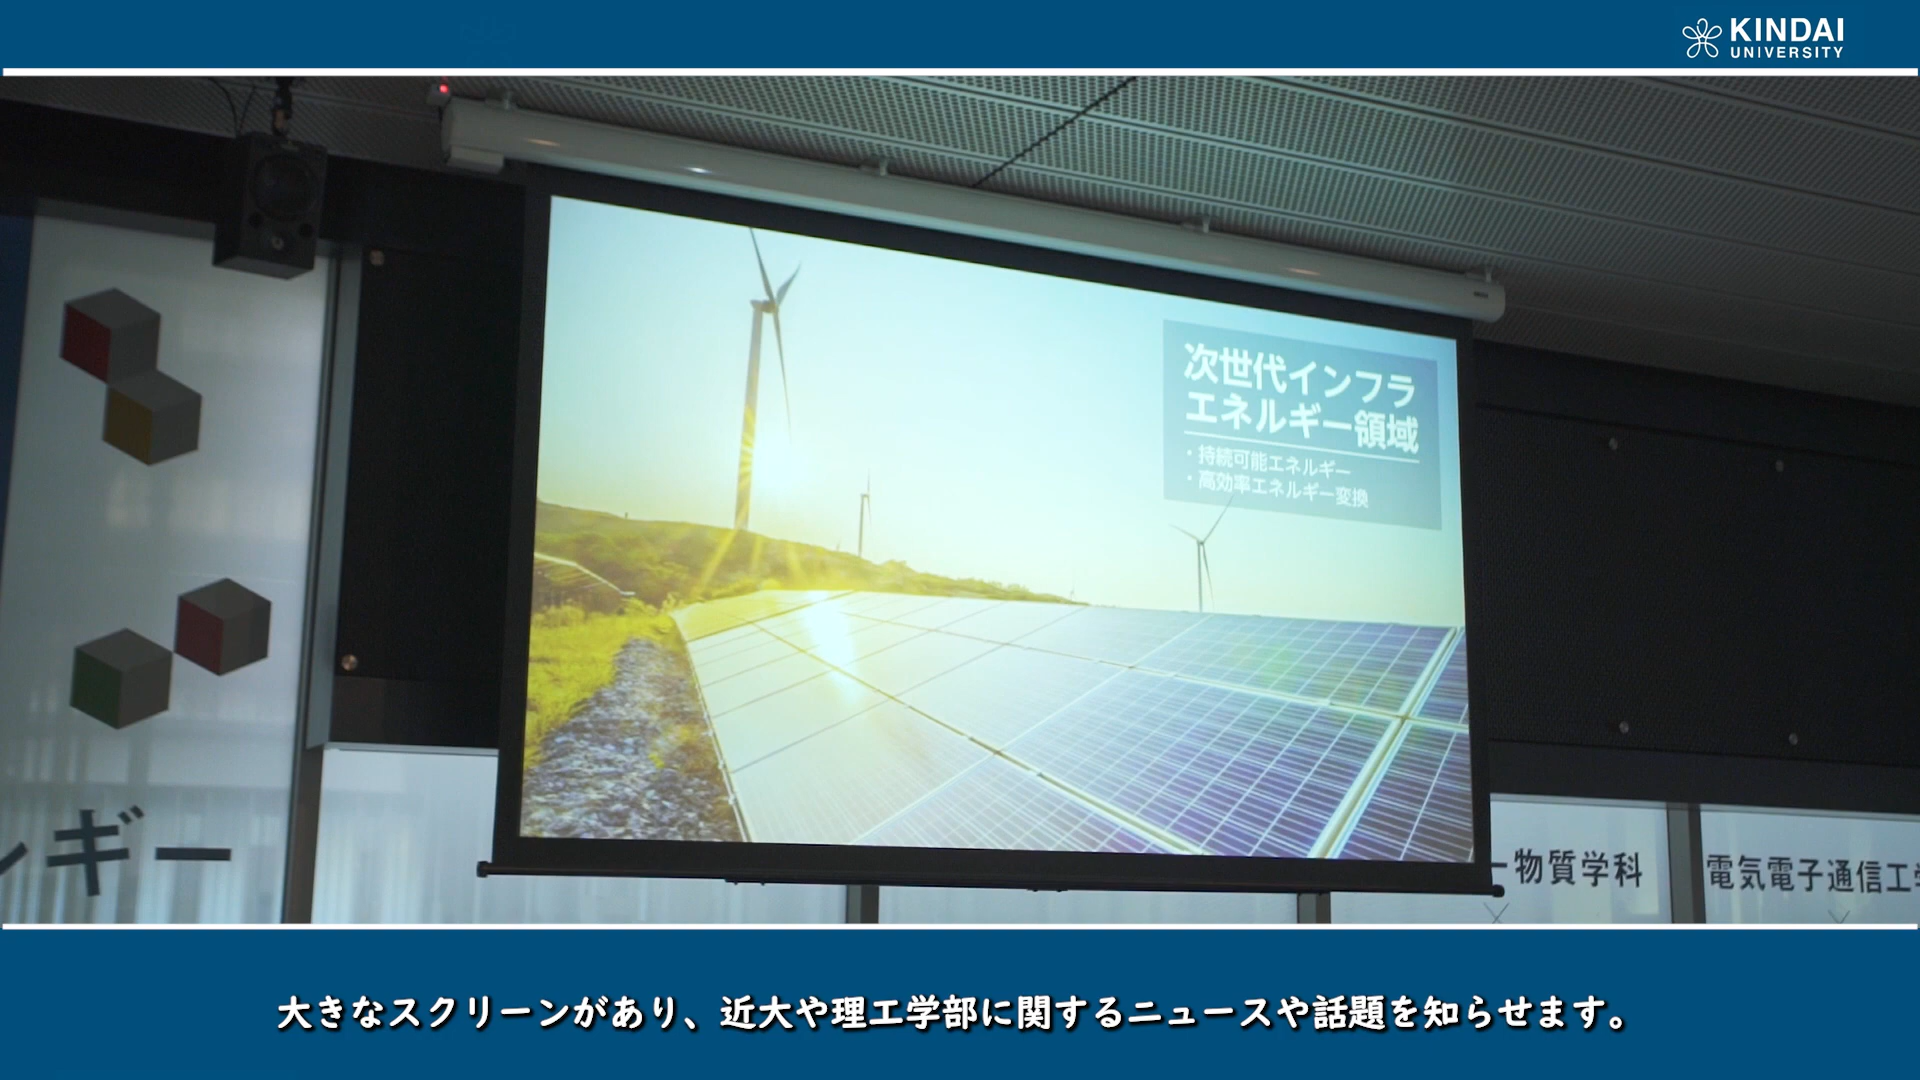 KINDAI
UNIVERSITY
次世代インフラ
エネルギー領域
・持続可能エネルギー
・高効率エネルギー変換
ルギー
ー物質学科
電気電子通信工学
大きなスクリーンがあり、近大や理工学部に関するニュースや話題を知らせます。